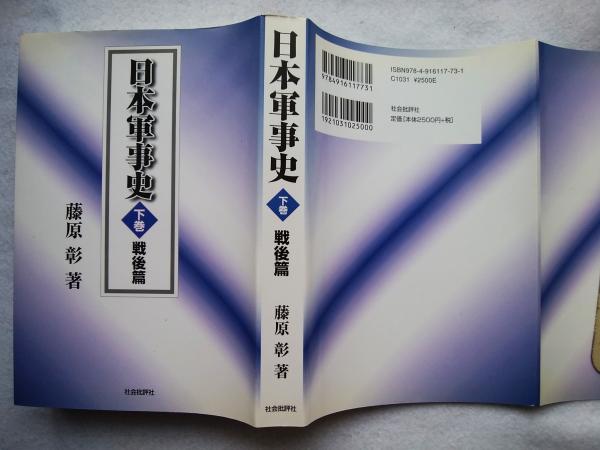 日本軍事史
下巻
戦後篇
藤原 彰 著
社会批評社
日本軍事史
下巻
戦後篇
藤原 彰 著
社会批評社
9784916117731
1921031025000
ISBN978-4-916117-73-1
C1031 ¥2500E
社会批評社
定価[本体2500円+税]